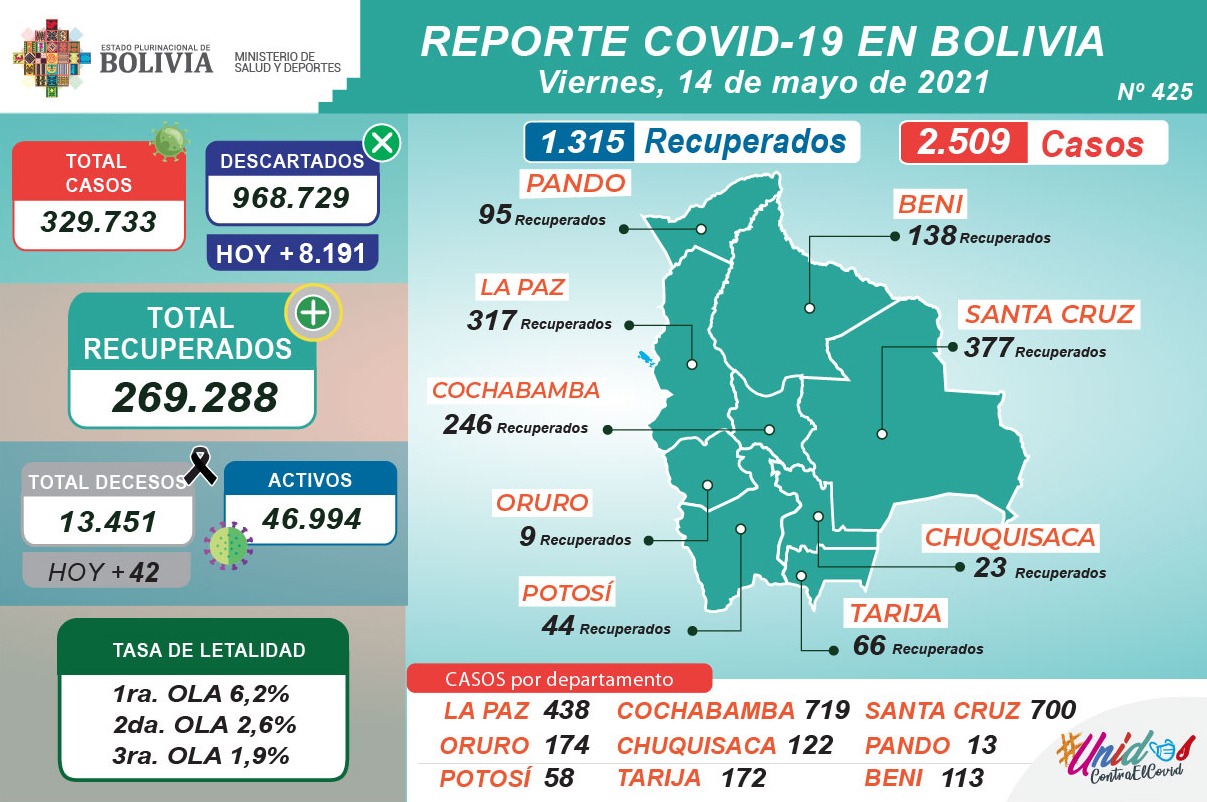 ESTADO PLURINACIONAL DE
BOLIVIA
MINISTERIO DE
SALUD Y DEPORTES
REPORTE COVID-19 EN BOLIVIA
Viernes, 14 de mayo de 2021
Nº 425
TOTAL
CASOS
329.733
DESCARTADOS
968.729
HOY +8.191
TOTAL
RECUPERADOS
269.288
TOTAL DECESOS
13.451
HOY +42
ACTIVOS
46.994
TASA DE LETALIDAD
1ra. OLA 6,2%
2da. OLA 2,6%
3ra. OLA 1,9%
1.315 Recuperados
2.509 Casos
PANDO
95 Recuperados
BENI
138 Recuperados
LA PAZ
317 Recuperados
SANTA CRUZ
377 Recuperados
COCHABAMBA
246 Recuperados
ORURO
9 Recuperados
CHUQUISACA
23 Recuperados
POTOSÍ
44 Recuperados
TARIJA
66 Recuperados
CASOS por departamento
LA PAZ 438 COCHABAMBA 719 SANTA CRUZ 700
ORURO 174 CHUQUISACA 122 PANDO 13
POTOSÍ 58 TARIJA 172 BENI 113
#Unidos
ContraElCovid